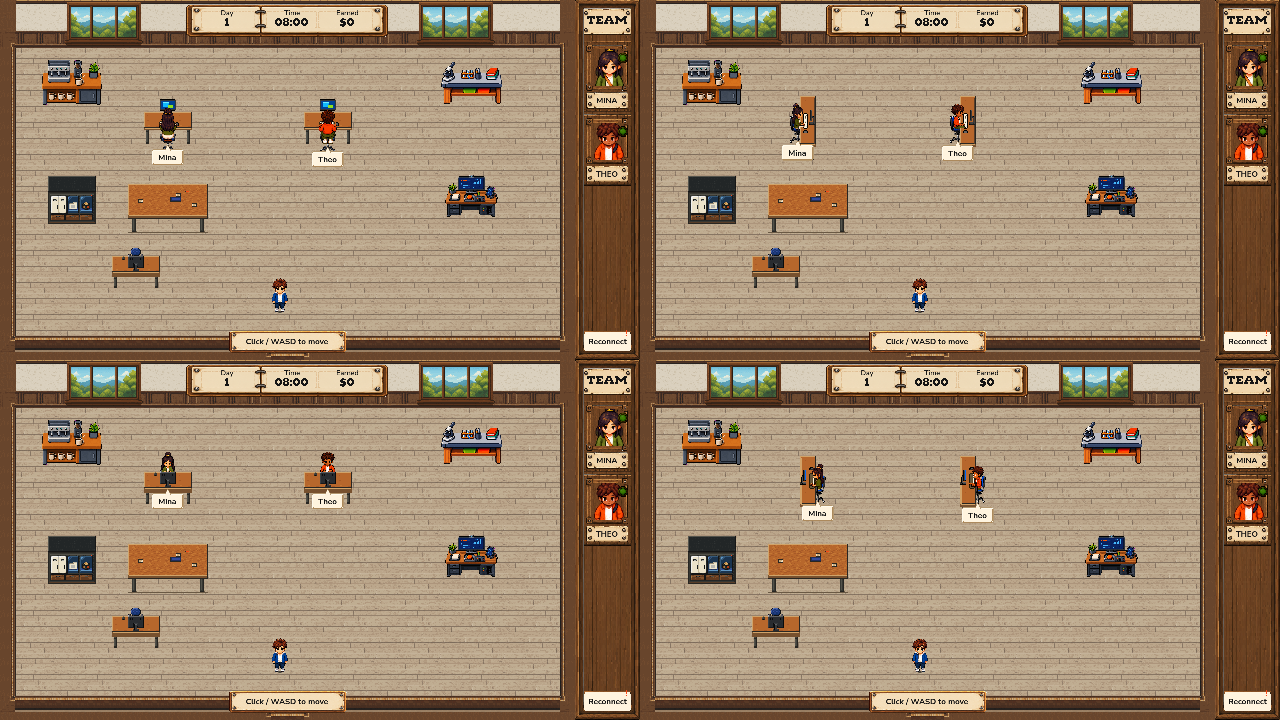 Day Time Earned
1 08:00 $0
TEAM
MINA
THEO
Mina
Theo
Click / WASD to move
Reconnect
Day Time Earned
1 08:00 $0
TEAM
MINA
THEO
Mina
Theo
Click / WASD to move
Reconnect
Day Time Earned
1 08:00 $0
TEAM
MINA
THEO
Mina
Theo
Click / WASD to move
Reconnect
Day Time Earned
1 08:00 $0
TEAM
MINA
THEO
Mina
Theo
Click / WASD to move
Reconnect